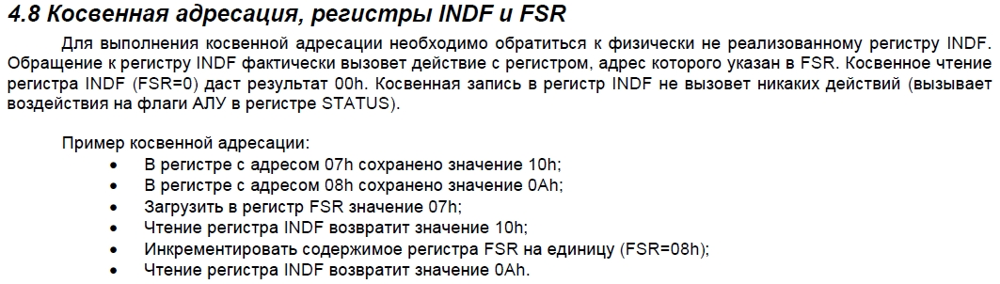 4.8 Косвенная адресация, регистры INDF и FSR
Для выполнения косвенной адресации необходимо обратиться к физически не реализованному регистру INDF.
Обращение к регистру INDF фактически вызовет действие с регистром, адрес которого указан в FSR. Косвенное чтение
регистра INDF (FSR=0) даст результат 00h. Косвенная запись в регистр INDF не вызовет никаких действий (вызывает
воздействия на флаги АЛУ в регистре STATUS).
Пример косвенной адресации:
• В регистре с адресом 07h сохранено значение 10h;
• В регистре с адресом 08h сохранено значение 0Ah;
• Загрузить в регистр FSR значение 07h;
• Чтение регистра INDF возвратит значение 10h;
• Инкрементировать содержимое регистра FSR на единицу (FSR=08h);
• Чтение регистра INDF возвратит значение 0Ah.